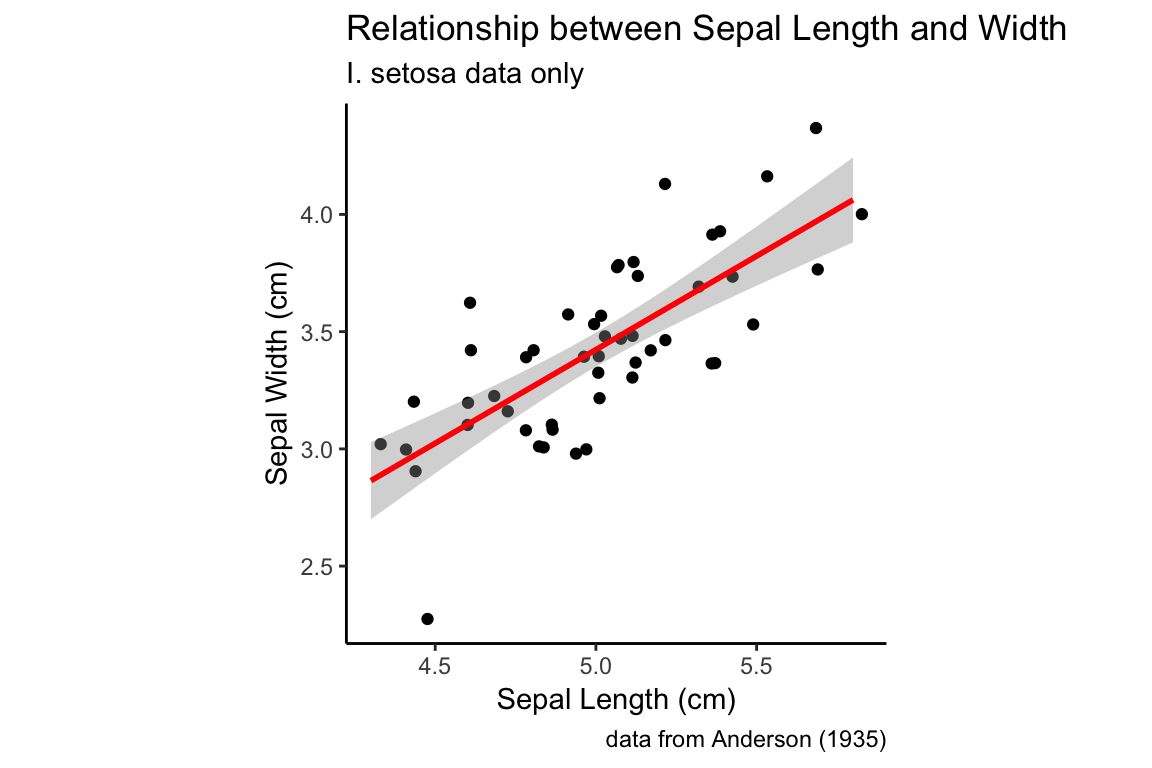 Relationship between Sepal Length and Width
I. setosa data only
Sepal Width (cm)
4.0
3.5
3.0
2.5
4.5 5.0 5.5
Sepal Length (cm)
data from Anderson (1935)